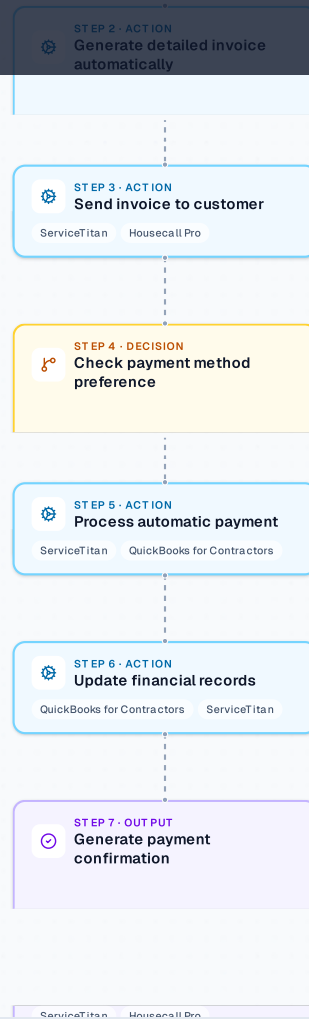 STEP 2 · ACTION
Generate detailed invoice
automatically
STEP 3 · ACTION
Send invoice to customer
ServiceTitan Housecall Pro
STEP 4 · DECISION
Check payment method
preference
STEP 5 · ACTION
Process automatic payment
ServiceTitan QuickBooks for Contractors
STEP 6 · ACTION
Update financial records
QuickBooks for Contractors ServiceTitan
STEP 7 · OUTPUT
Generate payment
confirmation
ServiceTitan Housecall Pro